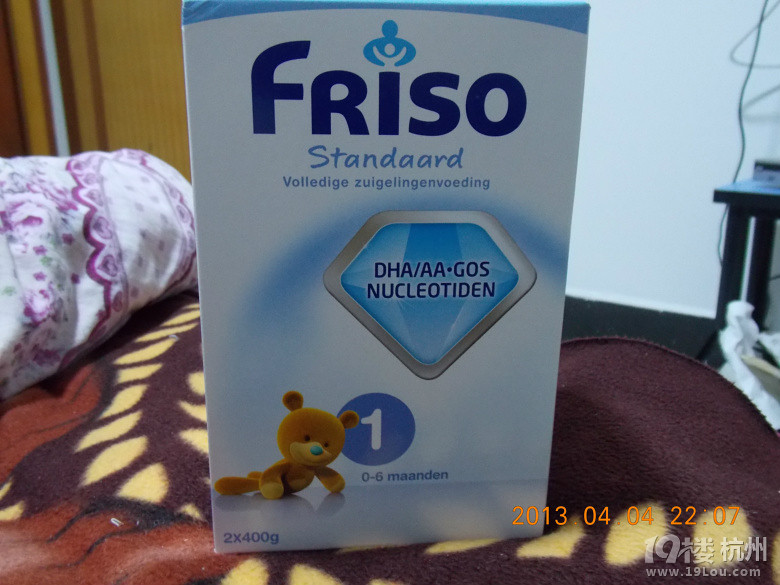 FRISO
Standaard
Volledige zuigelingenvoeding
DHA/AA•GOS
NUCLEOTIDEN
1
0-6 maanden
2x400g
2013.04.04 22:07
19楼杭州
www.19Lou.com